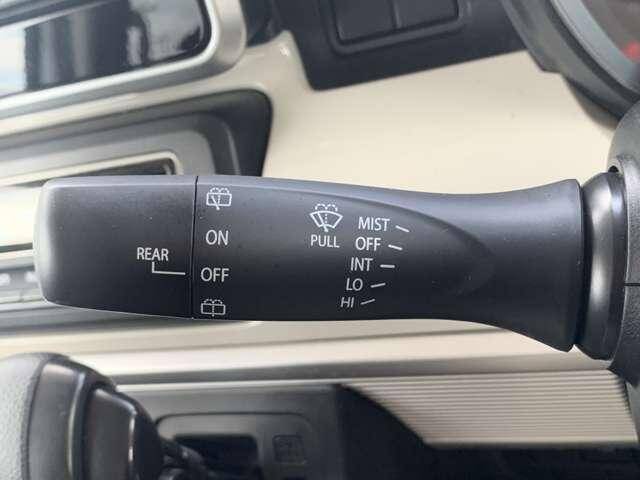 REAR
ON
OFF
PULL
MIST
OFF
INT
LO
HI